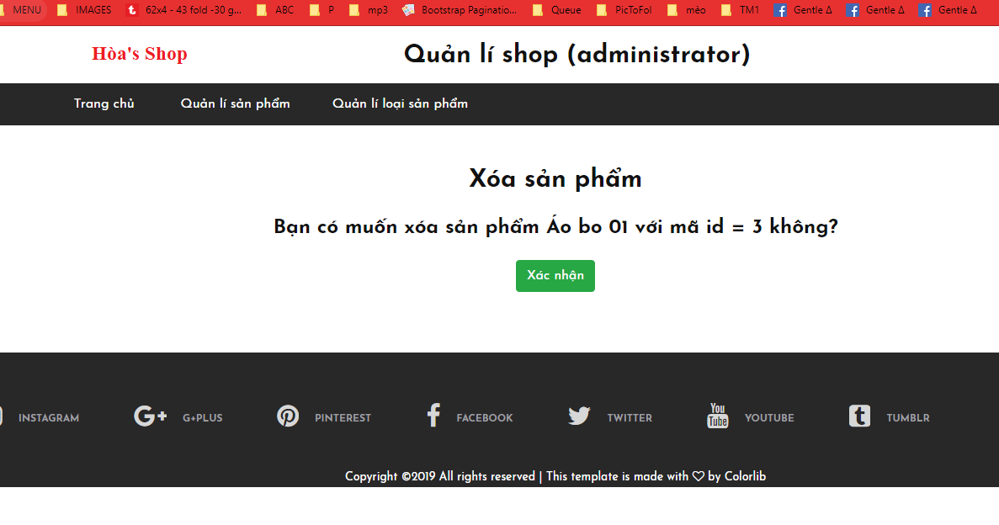 MENU IMAGES 62x4 - 43 fold -30 g... ABC P mp3 Bootstrap Paginatio... Queue PicToFol mèo TM1 Gentle Δ Gentle Δ Gentle Δ
Hòa's Shop Quản lí shop (administrator)
Trang chủ Quản lí sản phẩm Quản lí loại sản phẩm
Xóa sản phẩm
Bạn có muốn xóa sản phẩm Áo bo 01 với mã id = 3 không?
Xác nhận
INSTAGRAM G+ G+PLUS PINTEREST FACEBOOK TWITTER You Tube YOUTUBE t TUMBLR
Copyright ©2019 All rights reserved | This template is made with ♡ by Colorlib